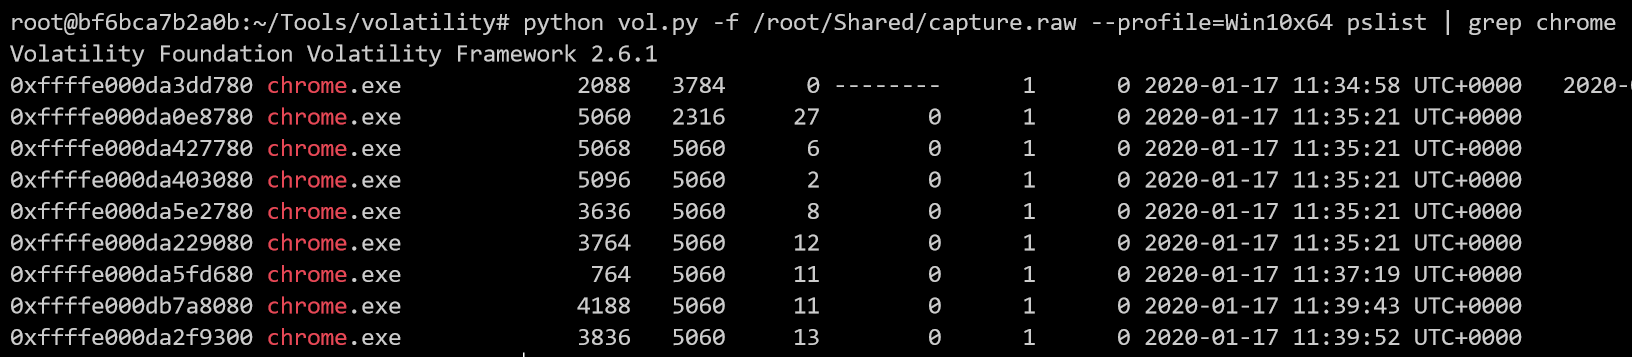 root@bf6bca7b2a0b:~/Tools/volatility# python vol.py -f /root/Shared/capture.raw --profile=Win10x64 pslist | grep chrome
Volatility Foundation Volatility Framework 2.6.1
0xffffe000da3dd780 chrome.exe 2088 3784 0 -------- 1 0 2020-01-17 11:34:58 UTC+0000 2020-
0xffffe000da0e8780 chrome.exe 5060 2316 27 0 1 0 2020-01-17 11:35:21 UTC+0000
0xffffe000da427780 chrome.exe 5068 5060 6 0 1 0 2020-01-17 11:35:21 UTC+0000
0xffffe000da403080 chrome.exe 5096 5060 2 0 1 0 2020-01-17 11:35:21 UTC+0000
0xffffe000da5e2780 chrome.exe 3636 5060 8 0 1 0 2020-01-17 11:35:21 UTC+0000
0xffffe000da229080 chrome.exe 3764 5060 12 0 1 0 2020-01-17 11:35:21 UTC+0000
0xffffe000da5fd680 chrome.exe 764 5060 11 0 1 0 2020-01-17 11:37:19 UTC+0000
0xffffe000db7a8080 chrome.exe 4188 5060 11 0 1 0 2020-01-17 11:39:43 UTC+0000
0xffffe000da2f9300 chrome.exe 3836 5060 13 0 1 0 2020-01-17 11:39:52 UTC+0000